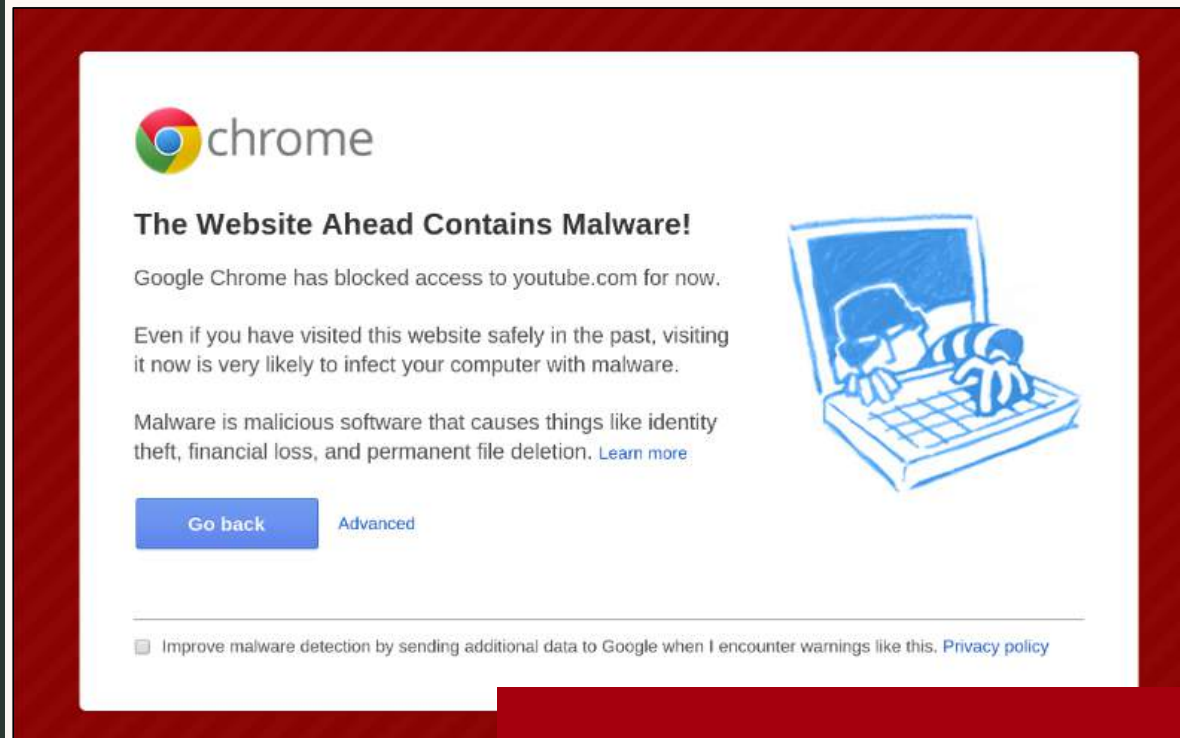 chrome
The Website Ahead Contains Malware!
Google Chrome has blocked access to youtube.com for now.
Even if you have visited this website safely in the past, visiting
it now is very likely to infect your computer with malware.
Malware is malicious software that causes things like identity
theft, financial loss, and permanent file deletion. Learn more
Go back Advanced
Improve malware detection by sending additional data to Google when I encounter warnings like this. Privacy policy